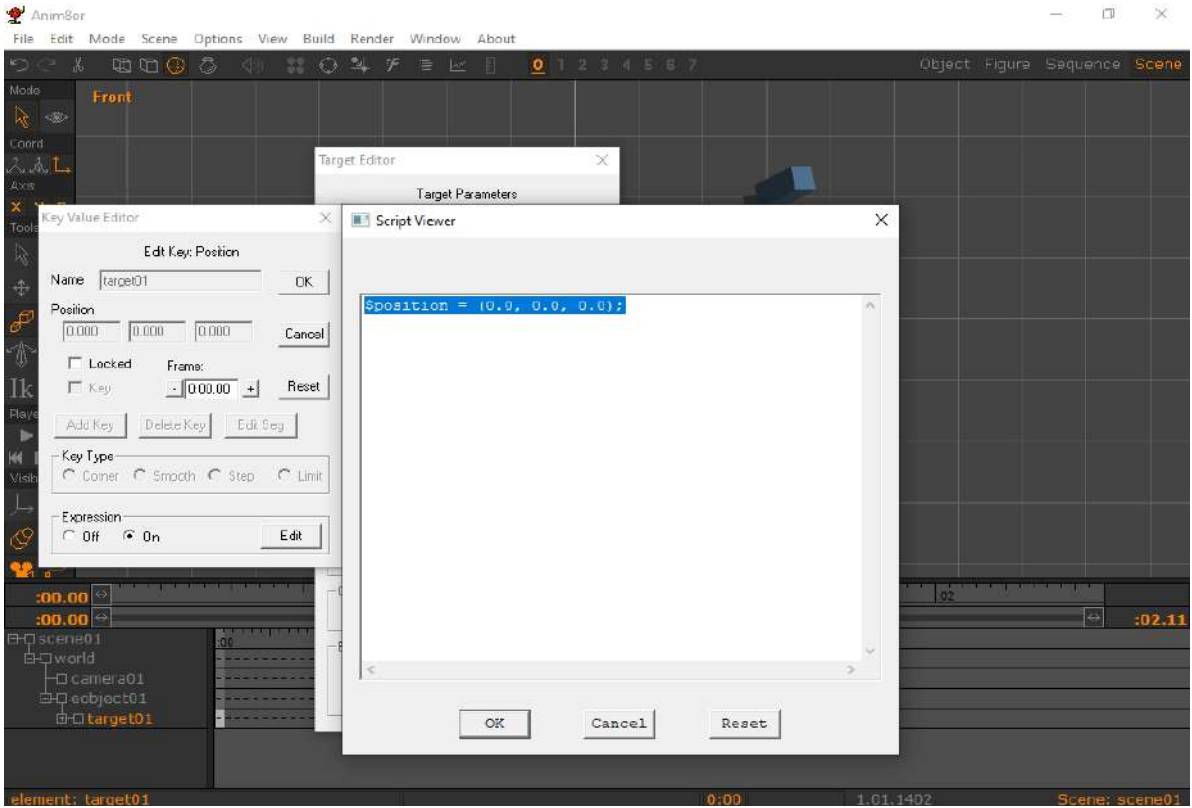 Anim8or
File Edit Mode Scene Options View Build Render Window About
0 1 2 3 4 5 6 7 Object Figure Sequence Scene
Mode
Front
Coord
Axis
X
Tools
Ik
Target Editor
Target Parameters
Key Value Editor
Edit Key: Position
Name target01 OK
Position
0.000 0.000 0.000 Cancel
Locked Frame:
Key - 0:00.00 + Reset
Add Key Delete Key Edit Seg
Key Type
Corner Smooth Step Limit
Expression
Off On Edit
Script Viewer
$position = (0.0, 0.0, 0.0);
OK Cancel Reset
:00.00 :02
:00.00 :02.11
scene01 :00
world
camera01
eobject01
target01
element: target01 0:00 1.01.1402 Scene: scene01